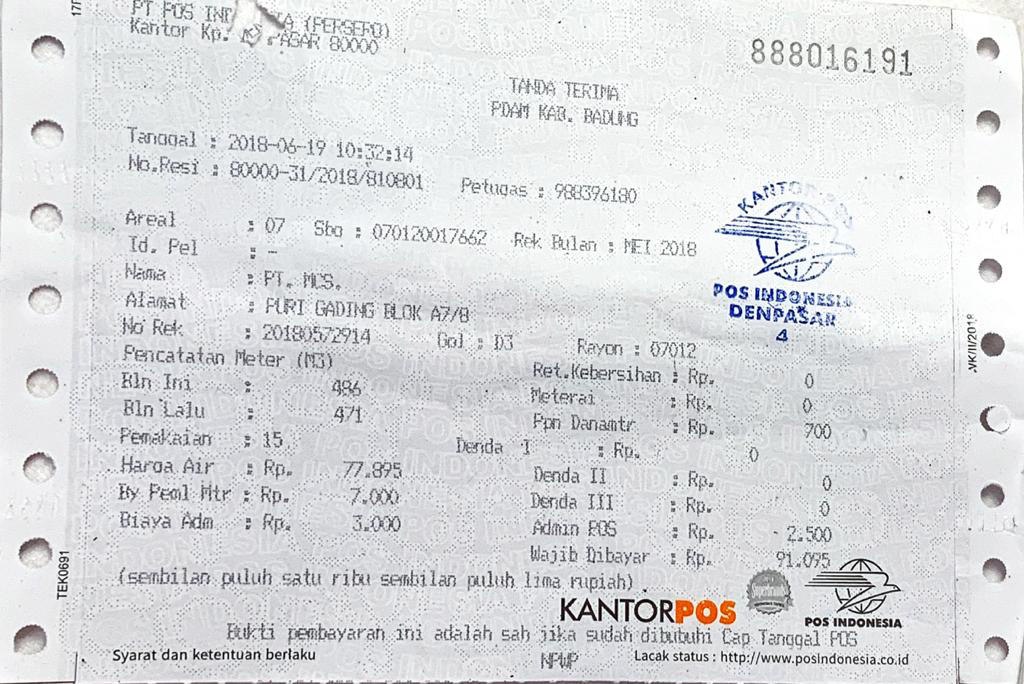 PT POS IND (PERSERO)
Kantor Kp. PASAR 80000
888016191
TANDA TERIMA
PDAM KAB. BADUNG
Tanggal : 2018-06-19 10:32:14
No.Resi : 80000-31/2018/810801 Petugas : 988396180
Areal : 07 Sbg : 070120017662 Rek Bulan : MEI 2018
Id. Pel : -
Nama : PT. MCS.
Alamat : PURI GADING BLOK A7/8
No Rek : 20180572914 Gol : D3 Rayon : 07012
Pencatatan Meter (M3) Ret.Kebersihan : Rp. 0
Bln Ini : 486 Meterai : Rp. 0
Bln Lalu : 471 Ppn Danamtr : Rp. 700
Pemakaian : 15 Denda I : Rp. 0
Harga Air : Rp. 77.895 Denda II : Rp. 0
By Peml Mtr : Rp. 7.000 Denda III : Rp. 0
Biaya Adm : Rp. 3.000 Admin POS : Rp. 2.500
Wajib Dibayar : Rp. 91.095
(sembilan puluh satu ribu sembilan puluh lima rupiah)
KANTORPOS
POS INDONESIA
Bukti pembayaran ini adalah sah jika sudah dibubuhi Cap Tanggal POS
Syarat dan ketentuan berlaku NPWP Lacak status : http://www.posindonesia.co.id
KANTOR POS
POS INDONESIA
DENPASAR
4
TEK0691